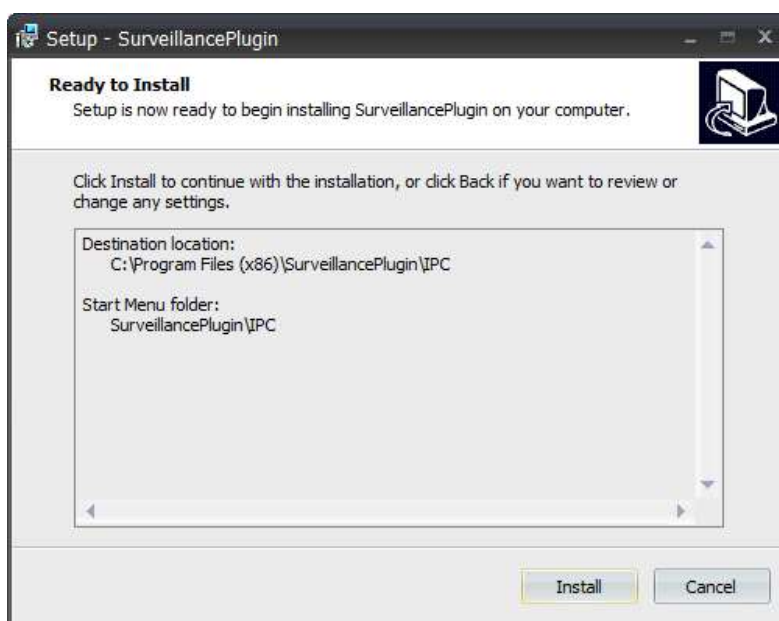 Setup - SurveillancePlugin
Ready to Install
Setup is now ready to begin installing SurveillancePlugin on your computer.
Click Install to continue with the installation, or click Back if you want to review or
change any settings.
Destination location:
C:\Program Files (x86)\SurveillancePlugin\IPC
Start Menu folder:
SurveillancePlugin\IPC
Install
Cancel